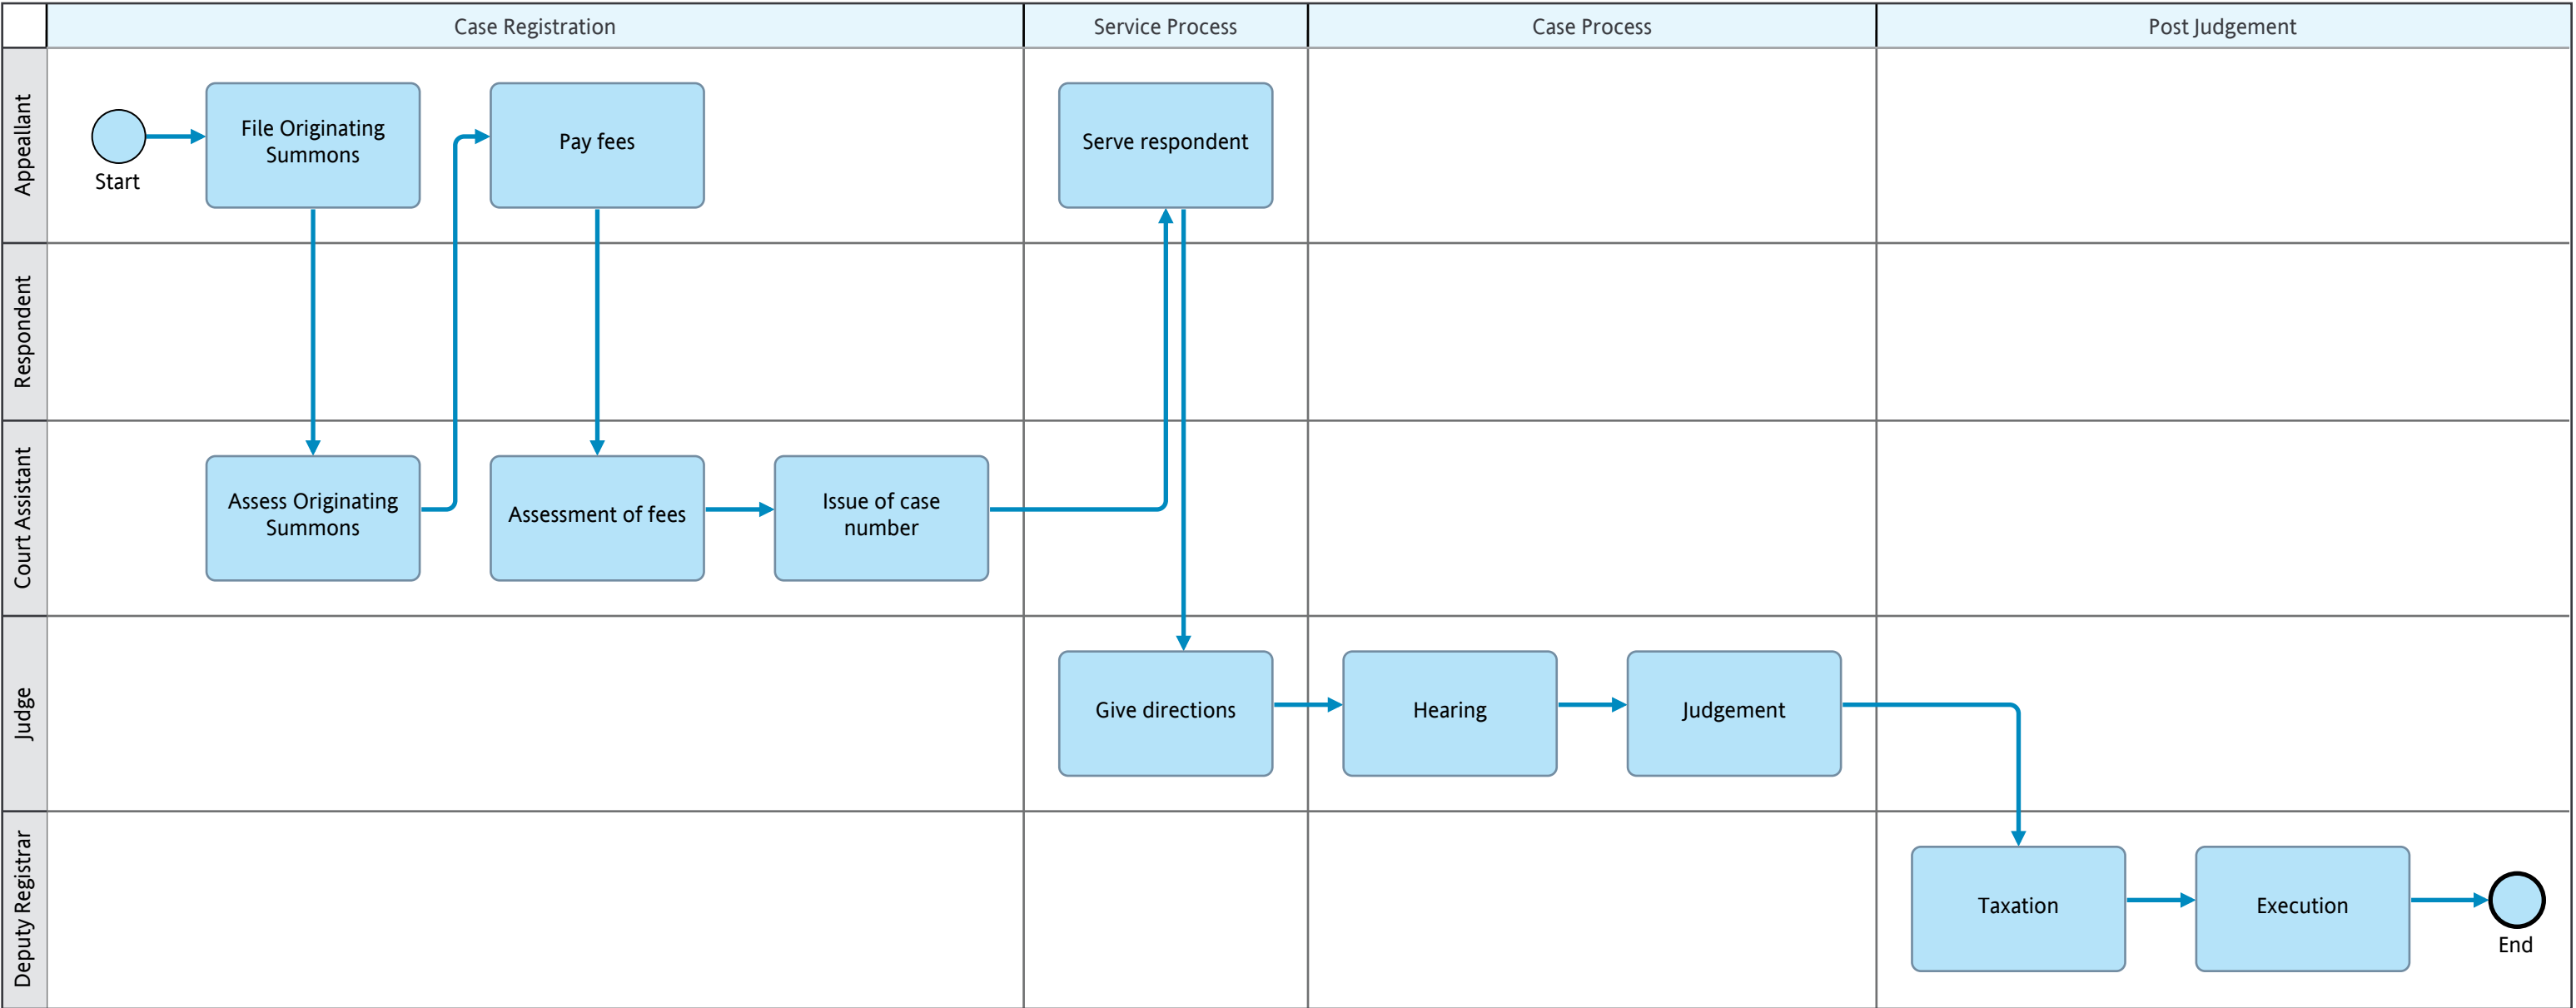 Case Registration
Service Process
Case Process
Post Judgement
Appeallant
Start
File Originating
Summons
Pay fees
Serve respondent
Respondent
Court Assistant
Assess Originating
Summons
Assessment of fees
Issue of case
number
Judge
Give directions
Hearing
Judgement
Deputy Registrar
Taxation
Execution
End